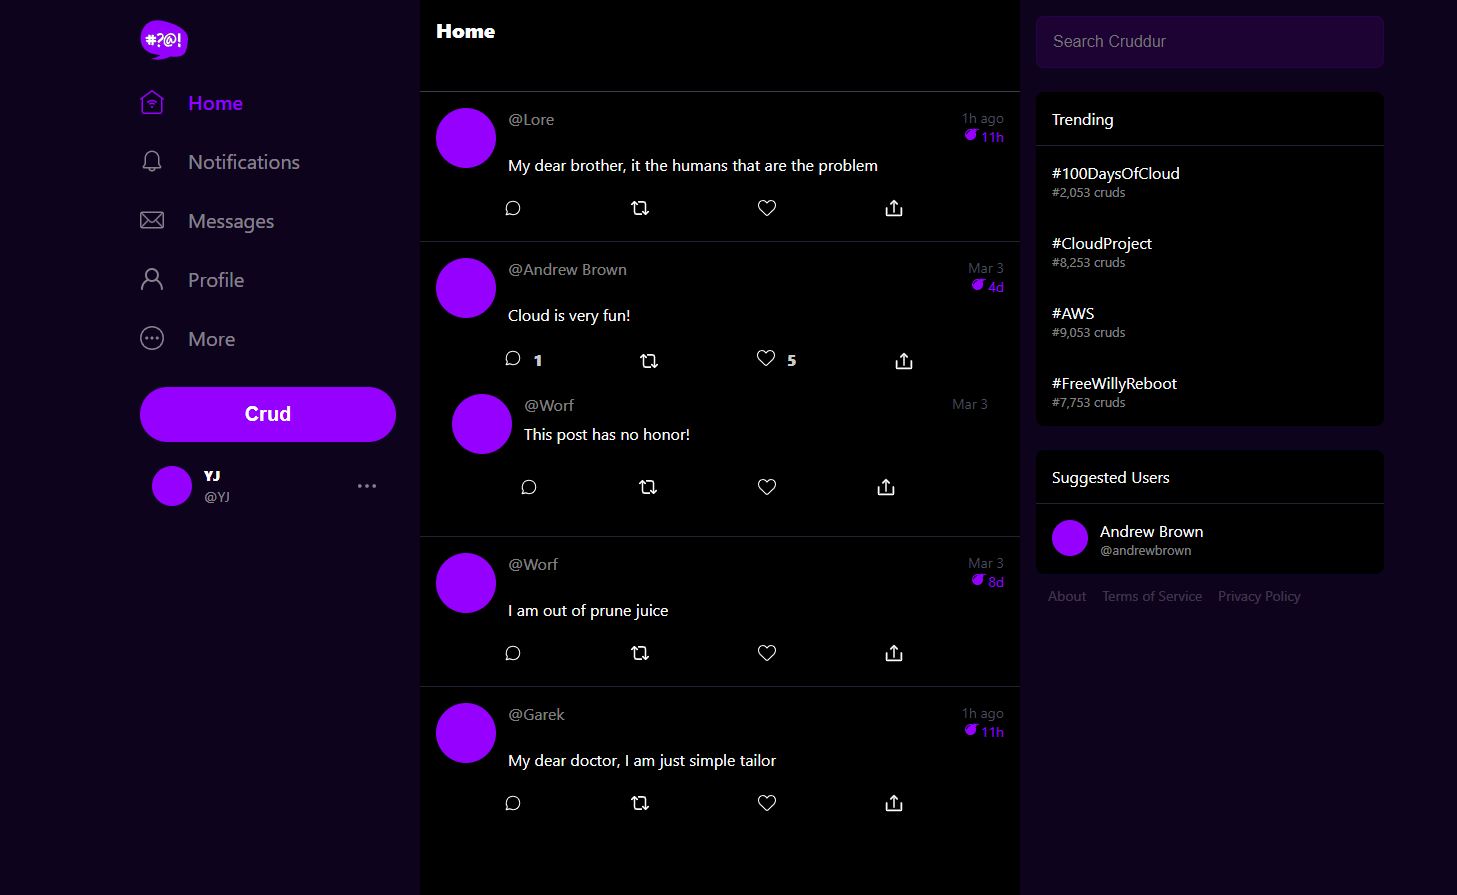 #?@!
Home
Notifications
Messages
Profile
More
Crud
YJ
@YJ
Home
@Lore
1h ago
11h
My dear brother, it the humans that are the problem
@Andrew Brown
Mar 3
4d
Cloud is very fun!
1
5
@Worf
Mar 3
This post has no honor!
@Worf
Mar 3
8d
I am out of prune juice
@Garek
1h ago
11h
My dear doctor, I am just simple tailor
Search Cruddur
Trending
#100DaysOfCloud
#2,053 cruds
#CloudProject
#8,253 cruds
#AWS
#9,053 cruds
#FreeWillyReboot
#7,753 cruds
Suggested Users
Andrew Brown
@andrewbrown
About Terms of Service Privacy Policy